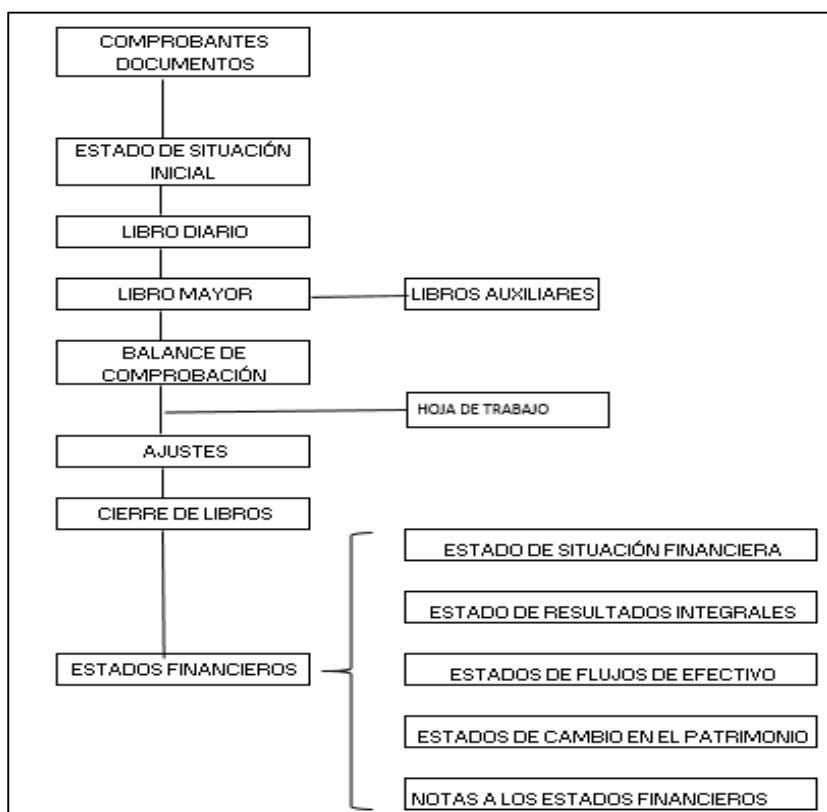 COMPROBANTES
DOCUMENTOS
ESTADO DE SITUACIÓN
INICIAL
LIBRO DIARIO
LIBRO MAYOR
LIBROS AUXILIARES
BALANCE DE
COMPROBACIÓN
HOJA DE TRABAJO
AJUSTES
CIERRE DE LIBROS
ESTADOS FINANCIEROS
ESTADO DE SITUACIÓN FINANCIERA
ESTADO DE RESULTADOS INTEGRALES
ESTADOS DE FLUJOS DE EFECTIVO
ESTADOS DE CAMBIO EN EL PATRIMONIO
NOTAS A LOS ESTADOS FINANCIEROS